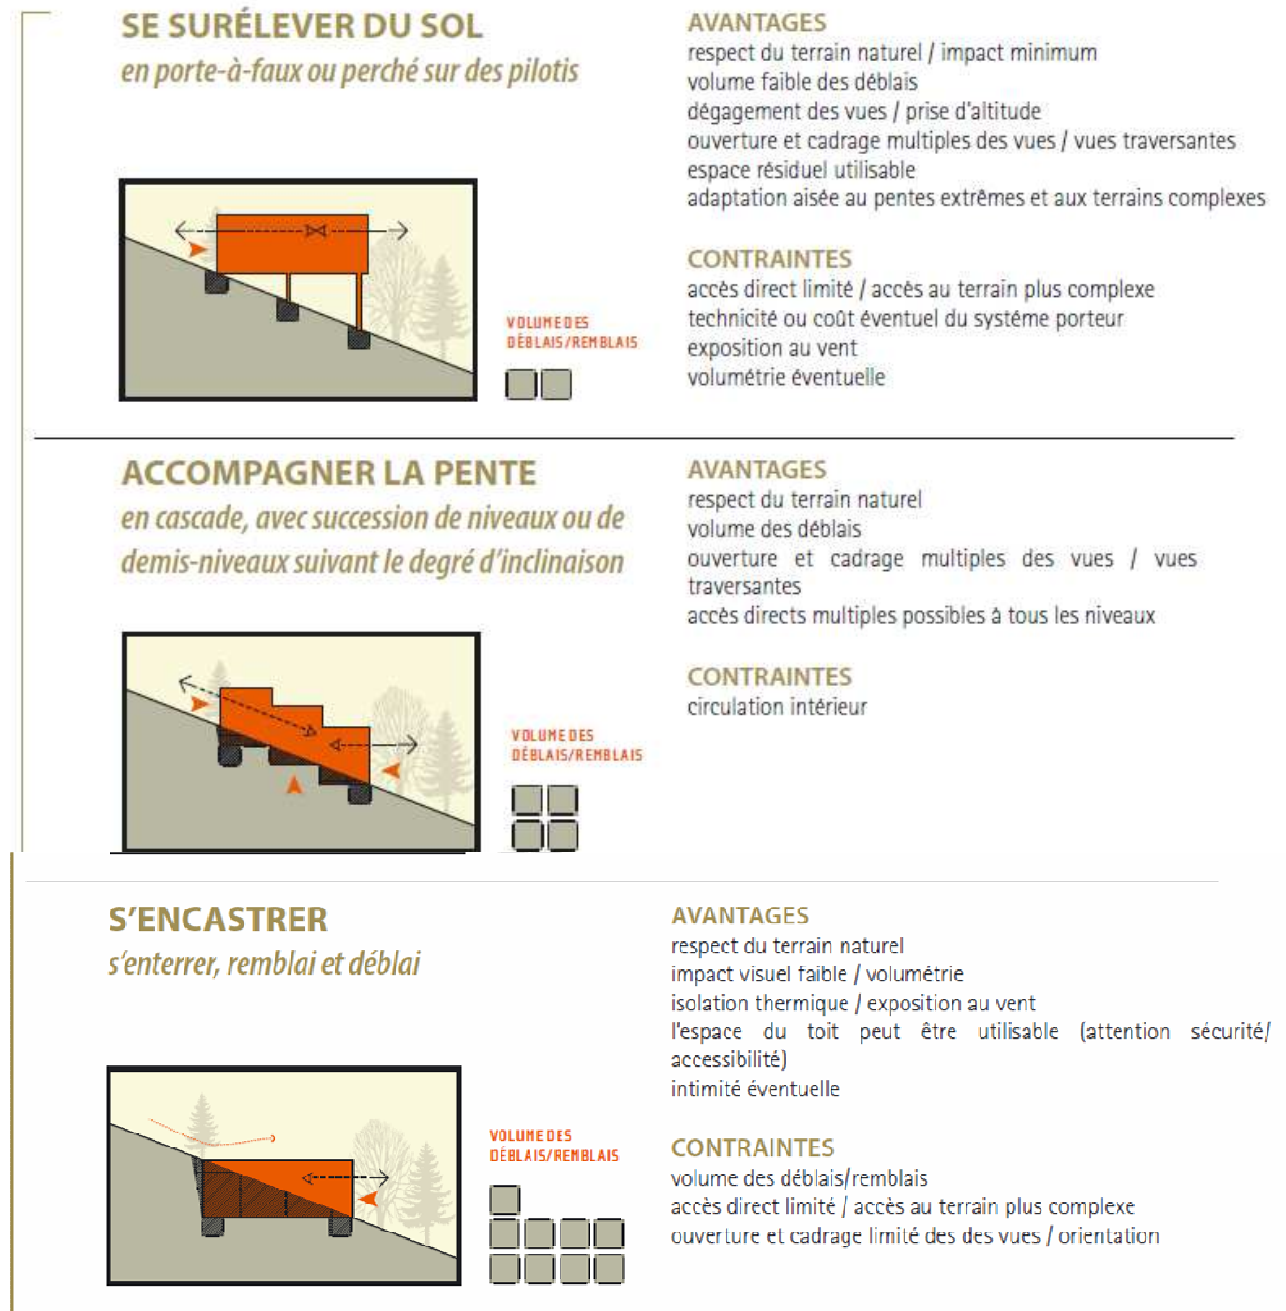 SE SURÉLEVER DU SOL
en porte-à-faux ou perché sur des pilotis
AVANTAGES
respect du terrain naturel / impact minimum
volume faible des déblais
dégagement des vues / prise d'altitude
ouverture et cadrage multiples des vues / vues traversantes
espace résiduel utilisable
adaptation aisée au pentes extrêmes et aux terrains complexes
CONTRAINTES
accès direct limité / accès au terrain plus complexe
technicité ou coût éventuel du systéme porteur
exposition au vent
volumétrie éventuelle
VOLUME DES
DÉBLAIS/REMBLAIS
ACCOMPAGNER LA PENTE
en cascade, avec succession de niveaux ou de
demis-niveaux suivant le degré d'inclinaison
AVANTAGES
respect du terrain naturel
volume des déblais
ouverture et cadrage multiples des vues / vues
traversantes
accès directs multiples possibles à tous les niveaux
CONTRAINTES
circulation intérieur
VOLUME DES
DÉBLAIS/REMBLAIS
S'ENCASTRER
s'enterrer, remblai et déblai
AVANTAGES
respect du terrain naturel
impact visuel faible / volumétrie
isolation thermique / exposition au vent
l'espace du toit peut être utilisable (attention sécurité/
accessibilité)
intimité éventuelle
CONTRAINTES
volume des déblais/remblais
accès direct limité / accès au terrain plus complexe
ouverture et cadrage limité des des vues / orientation
VOLUME DES
DÉBLAIS/REMBLAIS